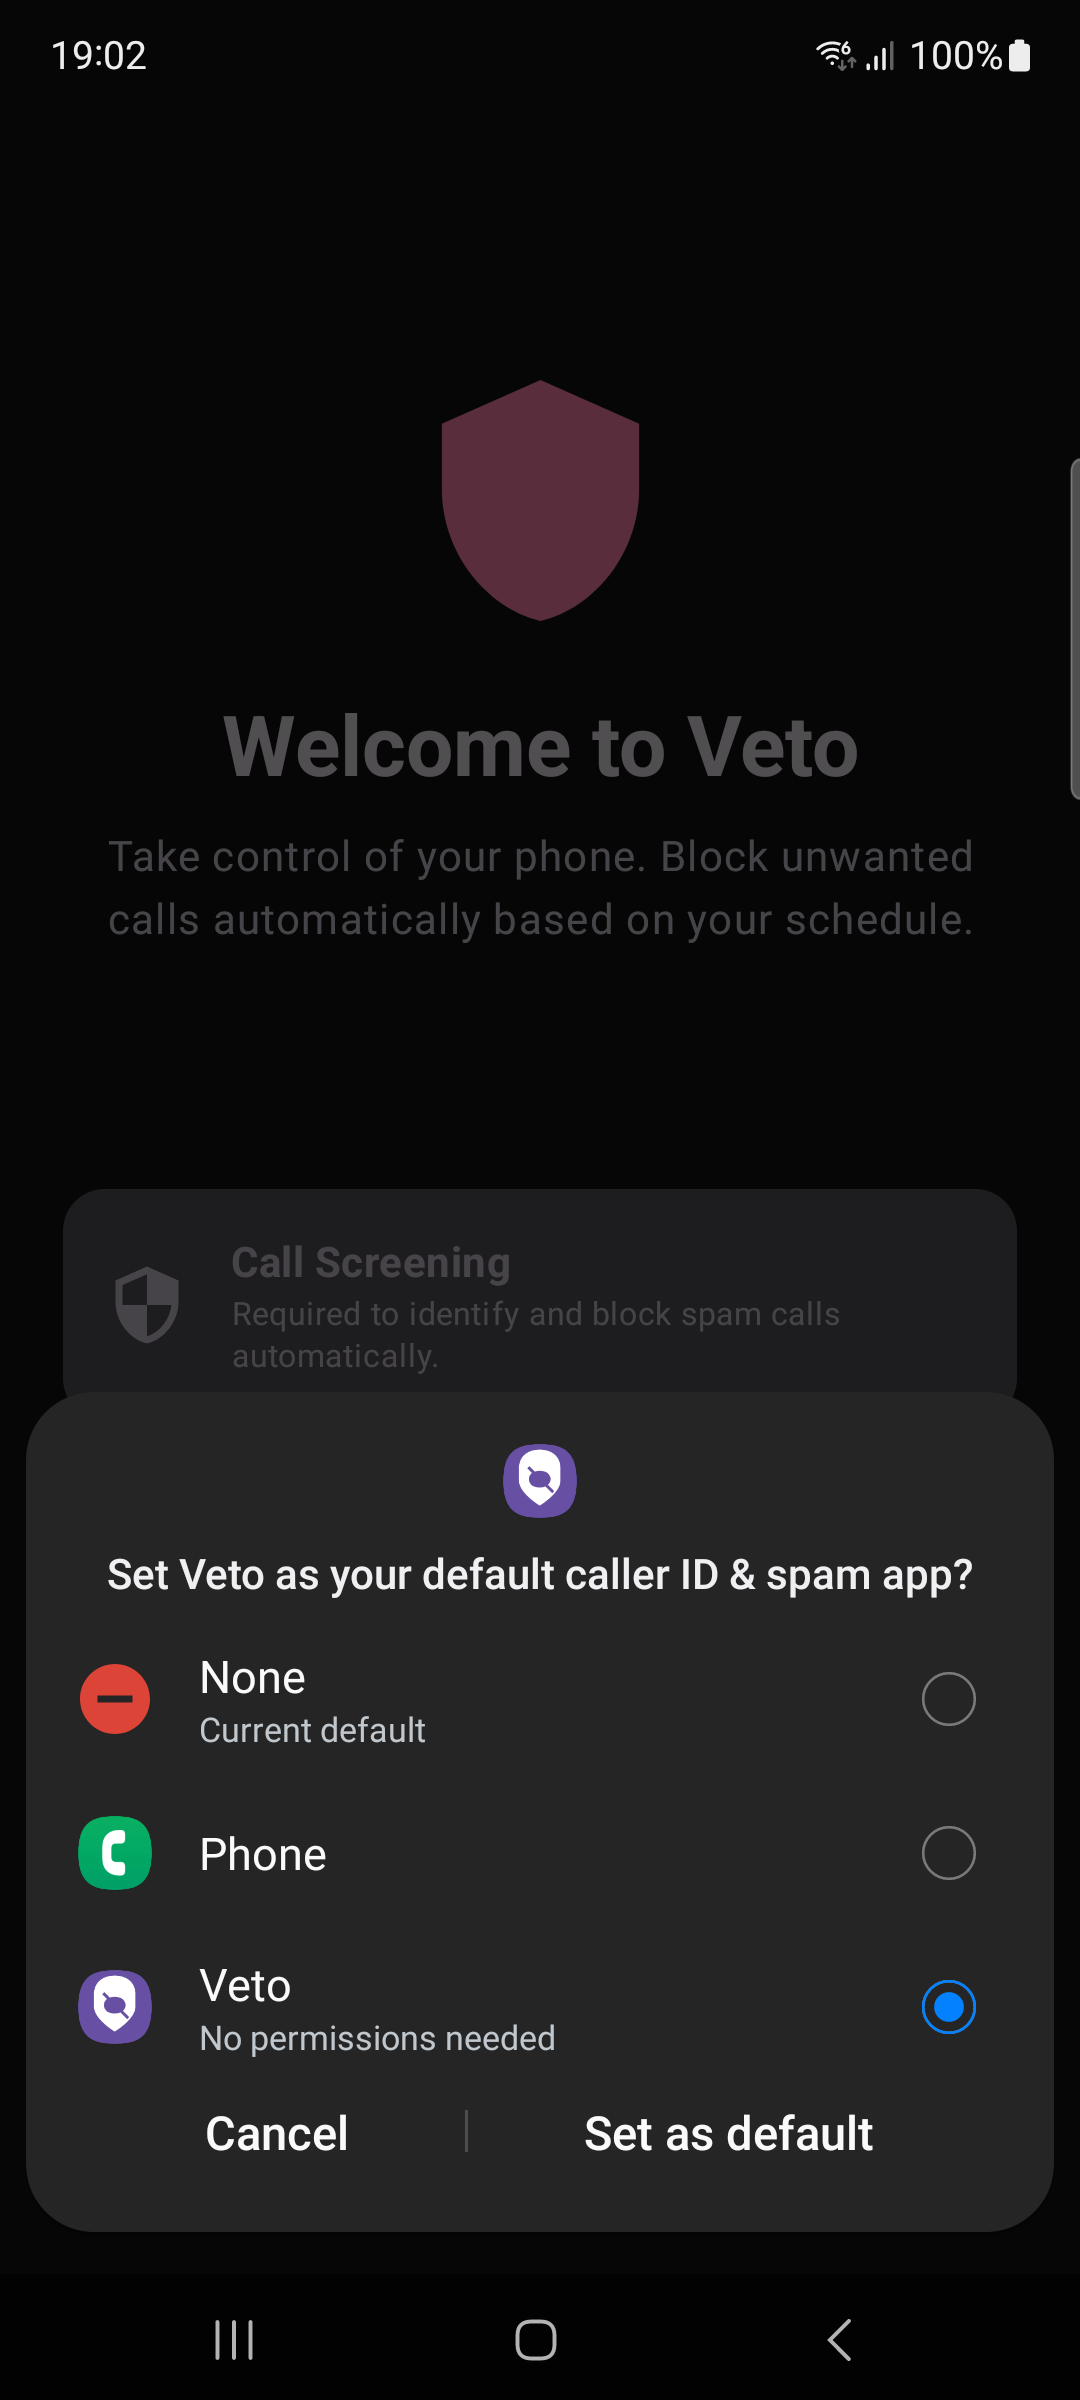 19:02
6 100%
Welcome to Veto
Take control of your phone. Block unwanted
calls automatically based on your schedule.
Call Screening
Required to identify and block spam calls
automatically.
Set Veto as your default caller ID & spam app?
None
Current default
Phone
Veto
No permissions needed
Cancel
Set as default